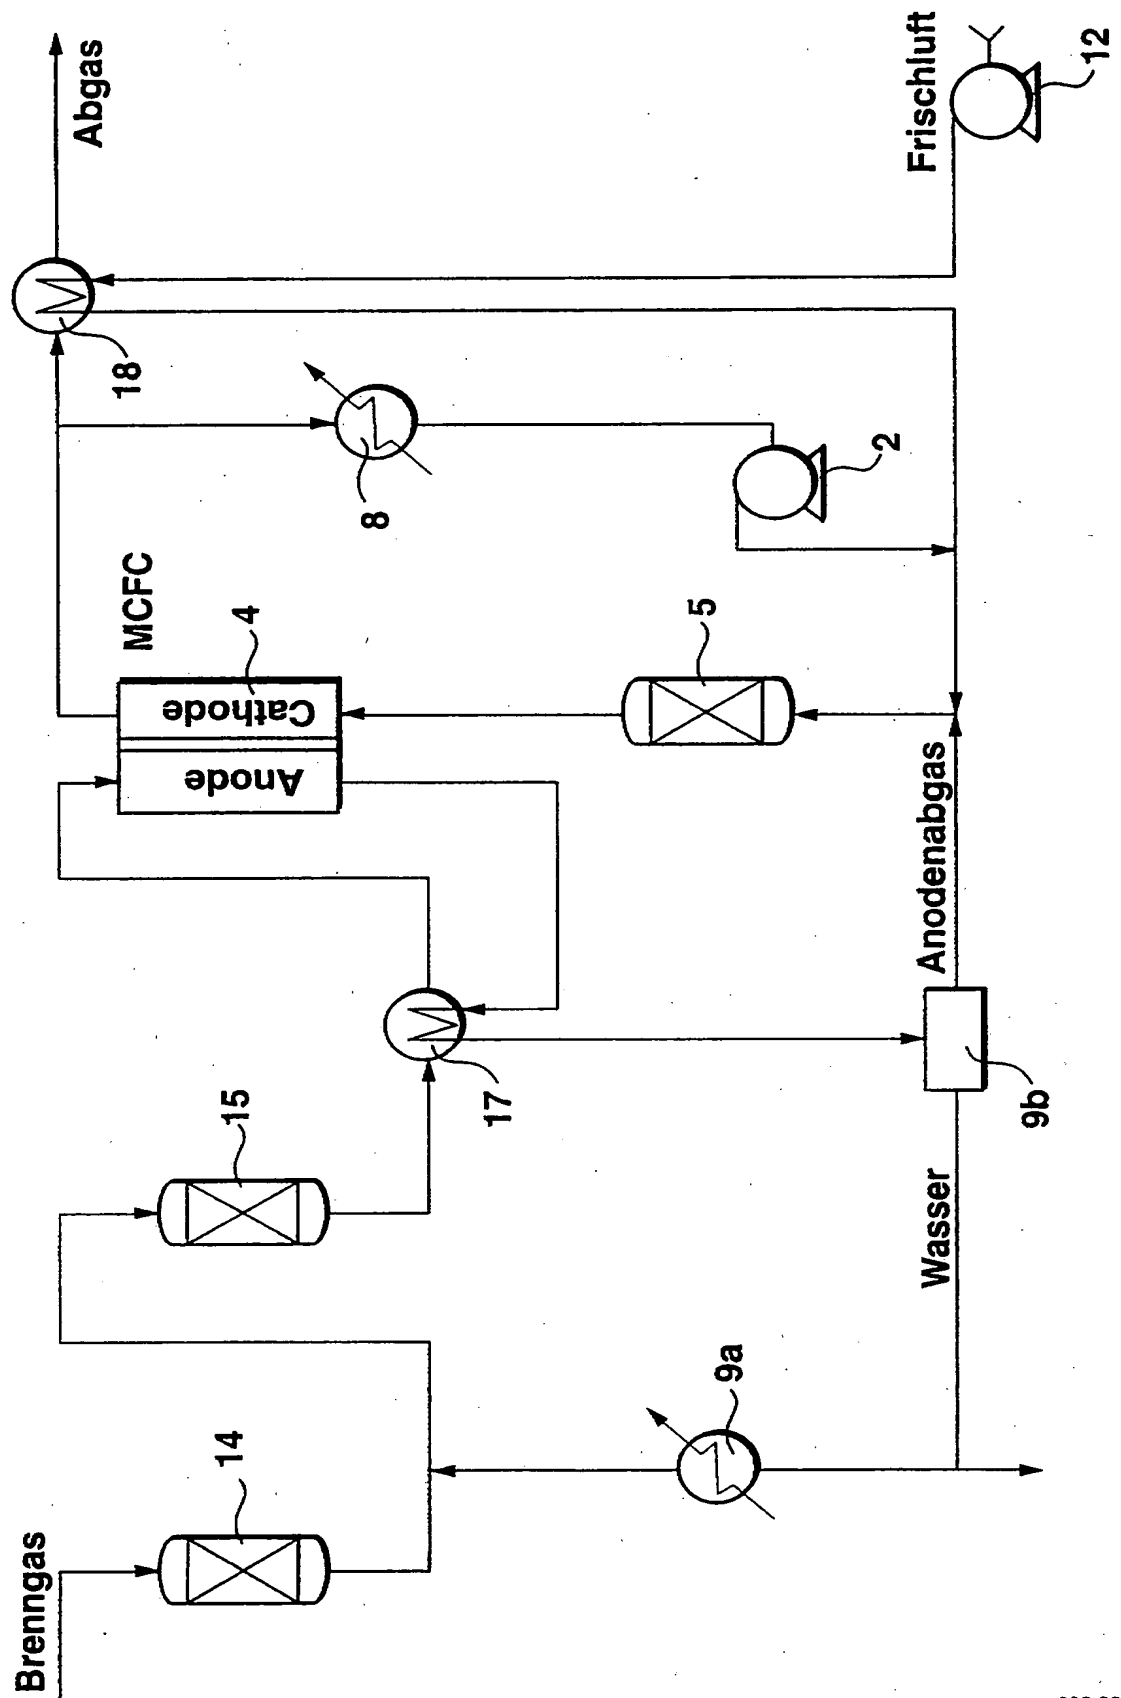 Brenngas
14
15
9a
Wasser
17
9b
Anodenabgas
Anode
Cathode
4
MCFC
5
8
2
18
Abgas
Frischluft
12